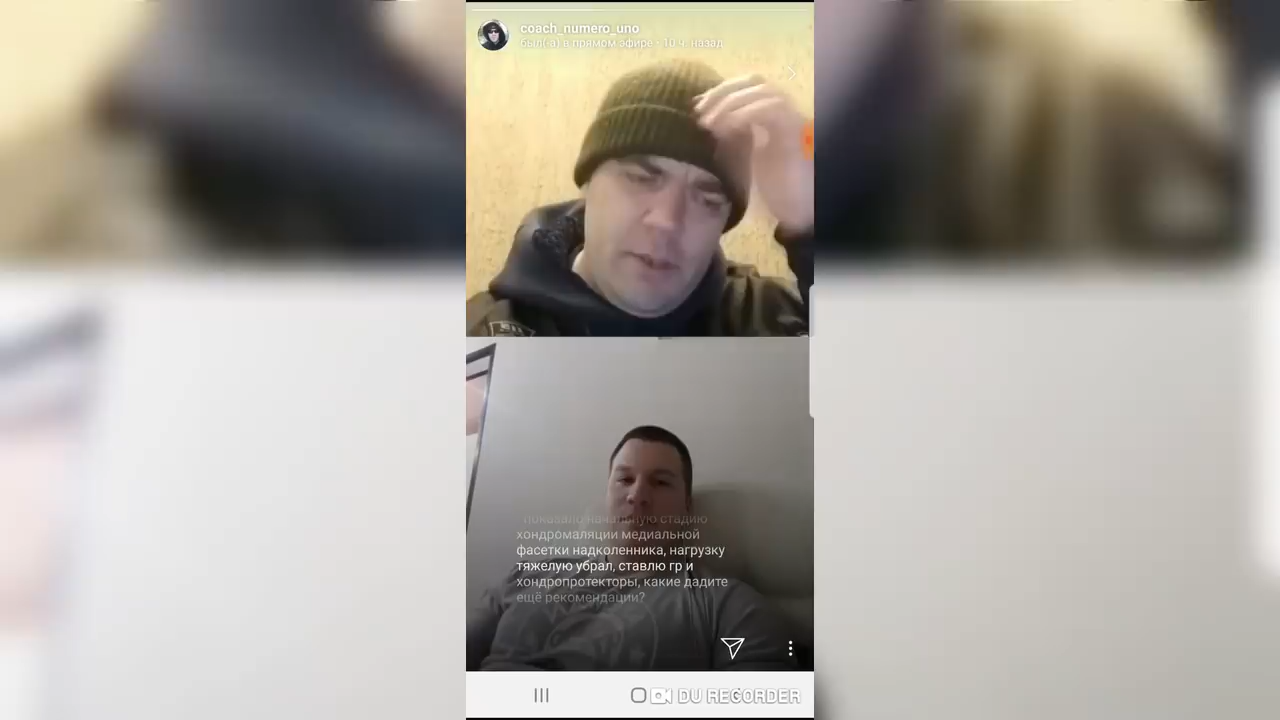 coach_numero_uno
был(-а) в прямом эфире • 10 ч. назад
показало начальную стадию
хондромаляции медиальной
фасетки надколенника, нагрузку
тяжелую убрал, ставлю гр и
хондропротекторы, какие дадите
ещё рекомендации?
DU RECORDER